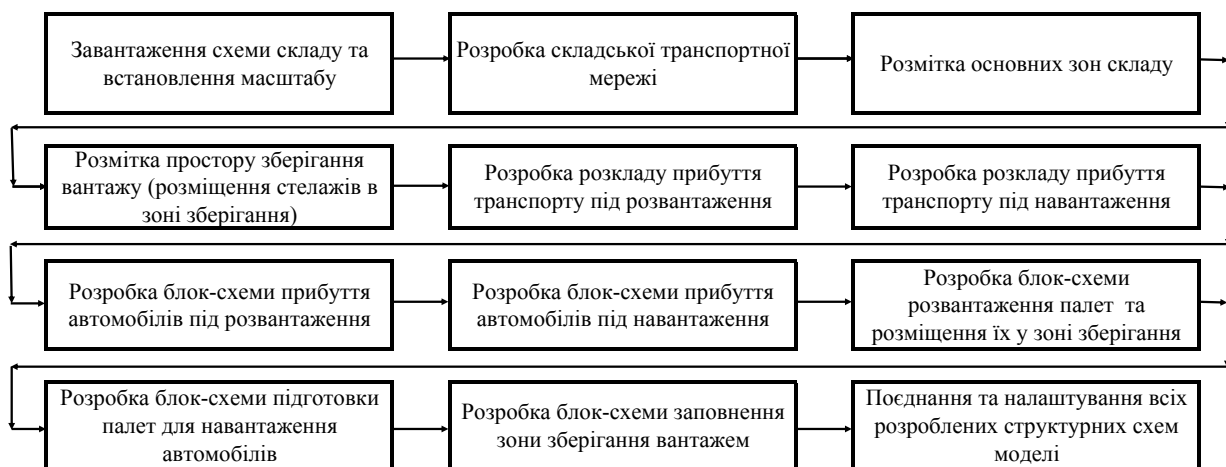 Завантаження схеми складу та
встановлення масштабу
Розробка складської транспортної
мережі
Розмітка основних зон складу
Розмітка простору зберігання
вантажу (розміщення стелажів в
зоні зберігання)
Розробка розкладу прибуття
транспорту під розвантаження
Розробка розкладу прибуття
транспорту під навантаження
Розробка блок-схеми прибуття
автомобілів під розвантаження
Розробка блок-схеми прибуття
автомобілів під навантаження
Розробка блок-схеми
розвантаження палет та
розміщення їх у зоні зберігання
Розробка блок-схеми підготовки
палет для навантаження
автомобілів
Розробка блок-схеми заповнення
зони зберігання вантажем
Поєднання та налаштування всіх
розроблених структурних схем
моделі